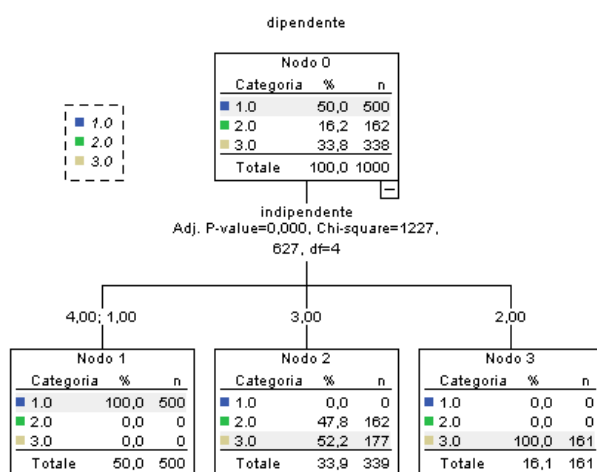 dipendente
Nodo 0
Categoria % n
1.0 50,0 500
2.0 16,2 162
3.0 33,8 338
Totale 100,0 1000
1.0
2.0
3.0
indipendente
Adj. P-value=0,000, Chi-square=1227,
627, df=4
4,00; 1,00
3,00
2,00
Nodo 1
Categoria % n
1.0 100,0 500
2.0 0,0 0
3.0 0,0 0
Totale 50,0 500
Nodo 2
Categoria % n
1.0 0,0 0
2.0 47,8 162
3.0 52,2 177
Totale 33,9 339
Nodo 3
Categoria % n
1.0 0,0 0
2.0 0,0 0
3.0 100,0 161
Totale 16,1 161